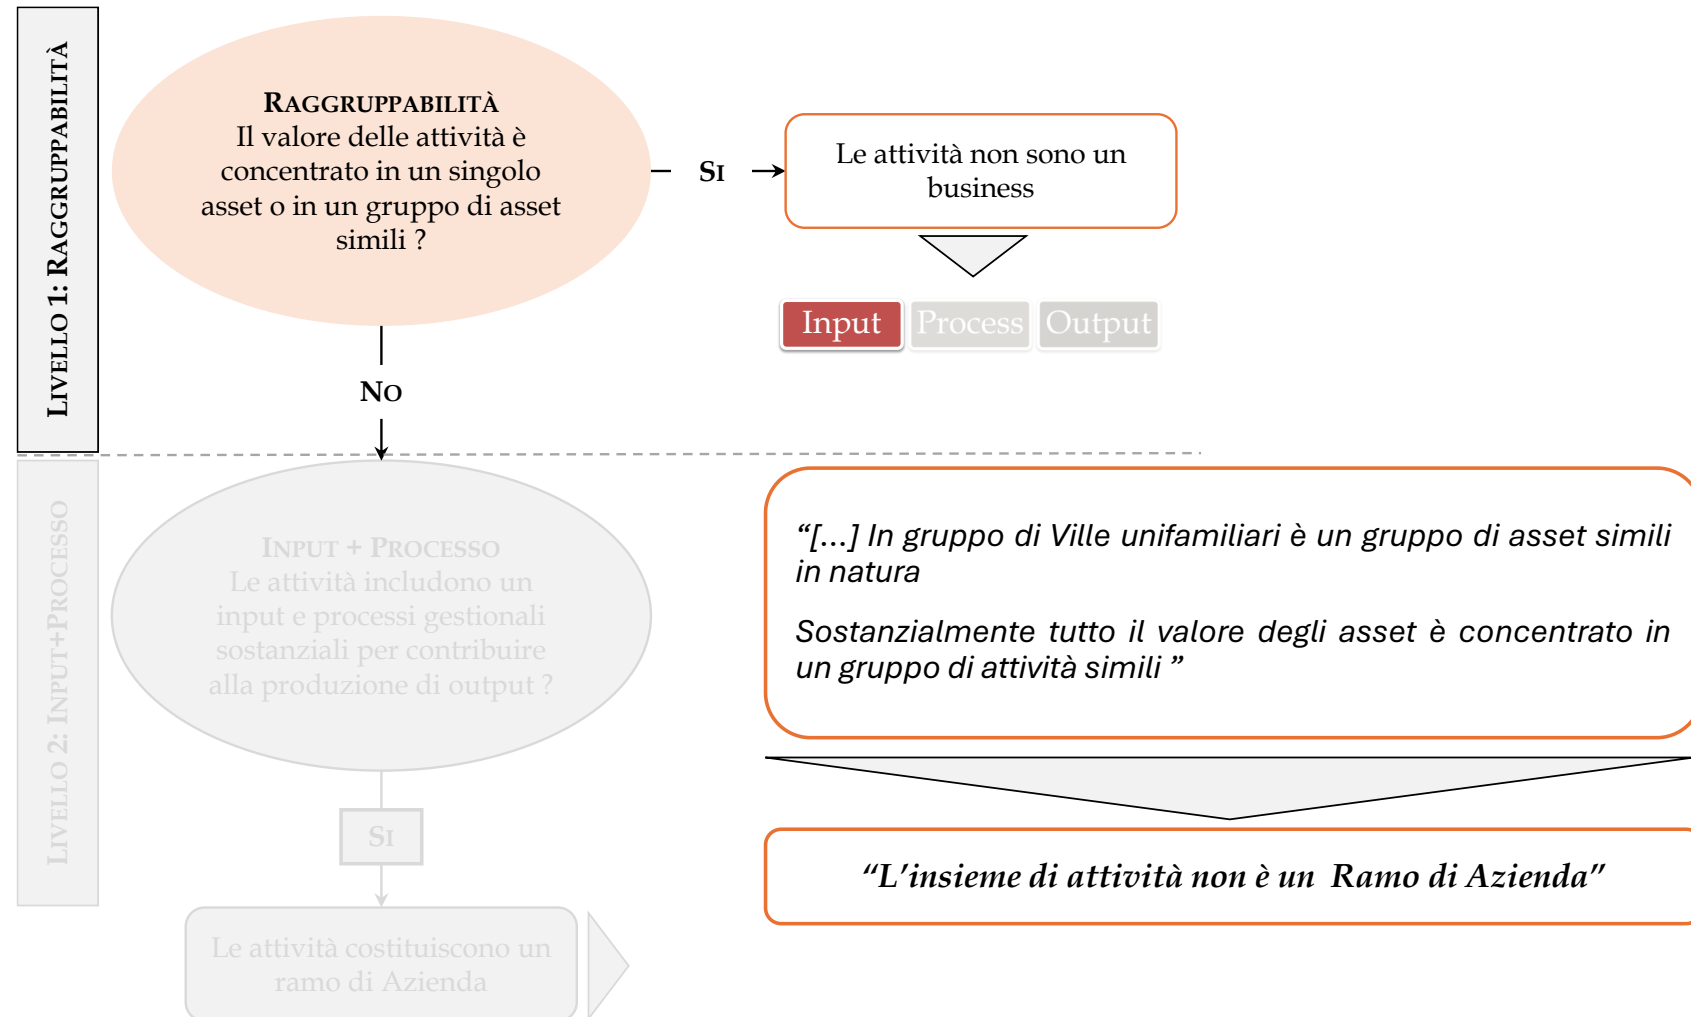 LIVELLO 1: RAGGRUPPABILITÀ
RAGGRUPPABILITÀ
Il valore delle attività è
concentrato in un singolo
asset o in un gruppo di asset
simili ?
SI
Le attività non sono un
business
Input Process Output
NO
LIVELLO 2: INPUT+PROCESSO
INPUT + PROCESSO
Le attività includono un
input e processi gestionali
sostanziali per contribuire
alla produzione di output ?
SI
Le attività costituiscono un
ramo di Azienda
“[…] In gruppo di Ville unifamiliari è un gruppo di asset simili
in natura
Sostanzialmente tutto il valore degli asset è concentrato in
un gruppo di attività simili ”
“L’insieme di attività non è un Ramo di Azienda”